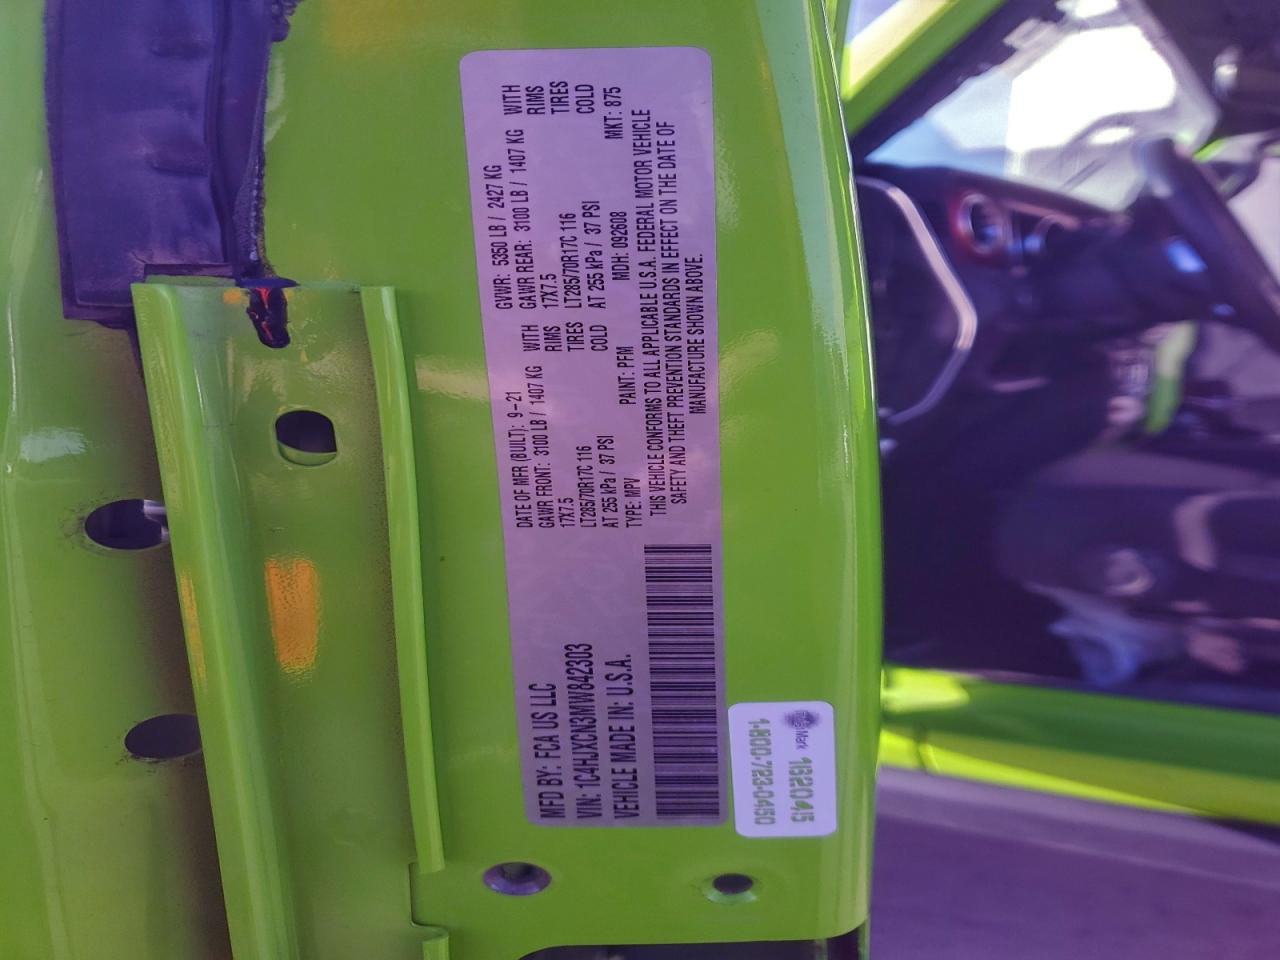 MFD BY: FCA US LLC
VIN: 1C4HJXCN3MW842303
VEHICLE MADE IN: U.S.A.
DATE OF MFR (BUILT): 9-21 GVWR: 5350 LB / 2427 KG
GAWR FRONT: 3100 LB / 1407 KG WITH GAWR REAR: 3100 LB / 1407 KG WITH
17X7.5 RIMS 17X7.5 RIMS
LT285/70R17C 116 TIRES LT285/70R17C 116 TIRES
AT 255 kPa / 37 PSI COLD AT 255 kPa / 37 PSI COLD
TYPE: MPV PAINT: PFM MDH: 092608 MKT: 875
THIS VEHICLE CONFORMS TO ALL APPLICABLE U.S.A. FEDERAL MOTOR VEHICLE
SAFETY AND THEFT PREVENTION STANDARDS IN EFFECT ON THE DATE OF
MANUFACTURE SHOWN ABOVE.
Mark 1620415
1-800-723-0450